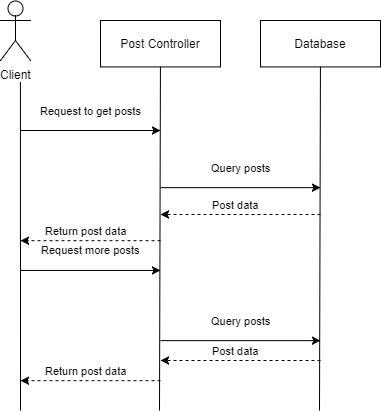 Post Controller
Database
Client
Request to get posts
Query posts
Post data
Return post data
Request more posts
Query posts
Post data
Return post data